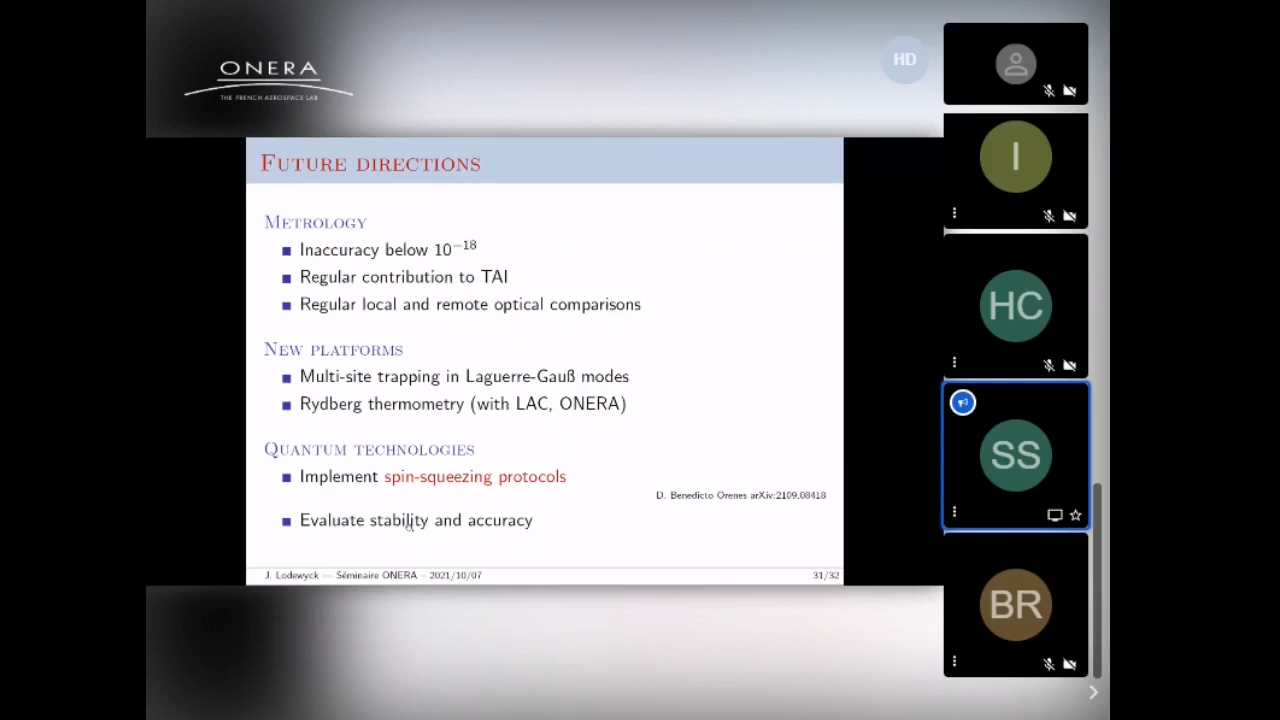 ONERA
THE FRENCH AEROSPACE LAB
HD
FUTURE DIRECTIONS
METROLOGY
Inaccuracy below 10⁻¹⁸
Regular contribution to TAI
Regular local and remote optical comparisons
NEW PLATFORMS
Multi-site trapping in Laguerre-Gauß modes
Rydberg thermometry (with LAC, ONERA)
QUANTUM TECHNOLOGIES
Implement spin-squeezing protocols
D. Benedicto Orenes arXiv:2109.08418
Evaluate stability and accuracy
J. Lodewyck — Séminaire ONERA - 2021/10/07 31/32
I
HC
SS
BR